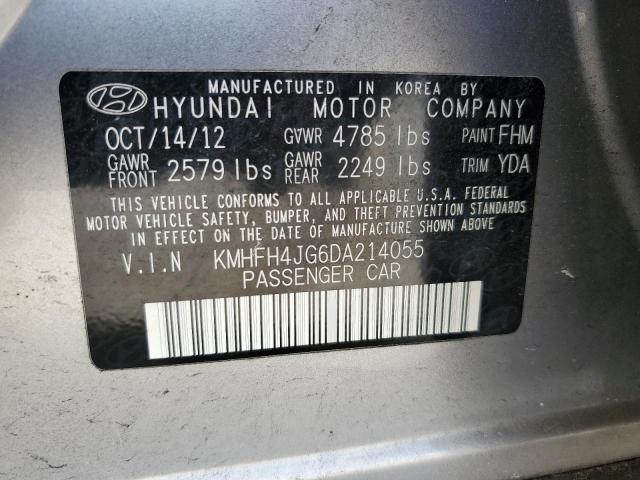 MANUFACTURED IN KOREA BY
HYUNDAI MOTOR COMPANY
OCT/14/12 GVWR 4785 lbs PAINT FHM
GAWR FRONT 2579 lbs GAWR REAR 2249 lbs TRIM YDA
THIS VEHICLE CONFORMS TO ALL APPLICABLE U.S.A. FEDERAL
MOTOR VEHICLE SAFETY, BUMPER, AND THEFT PREVENTION STANDARDS
IN EFFECT ON THE DATE OF MANUFACTURE SHOWN ABOVE.
V.I.N KMHFH4JG6DA214055
PASSENGER CAR